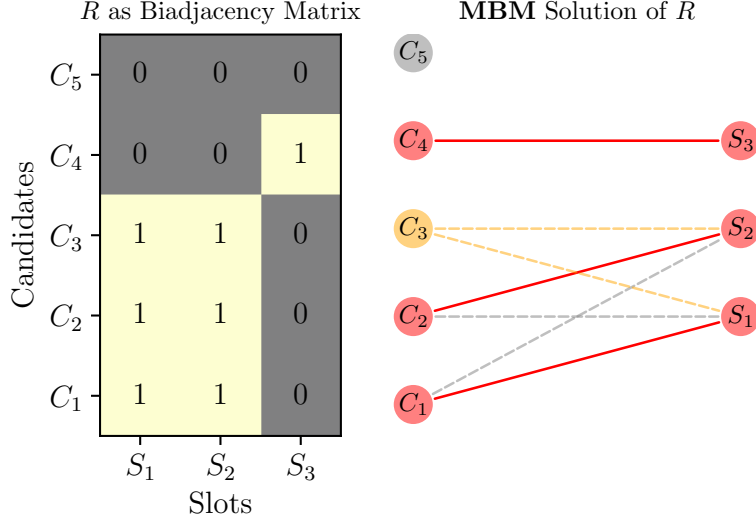 R as Biadjacency Matrix
C₅ 0 0 0
C₄ 0 0 1
C₃ 1 1 0
C₂ 1 1 0
C₁ 1 1 0
S₁ S₂ S₃
Slots
Candidates
MBM Solution of R
C₅
C₄ S₃
C₃ S₂
C₂ S₁
C₁